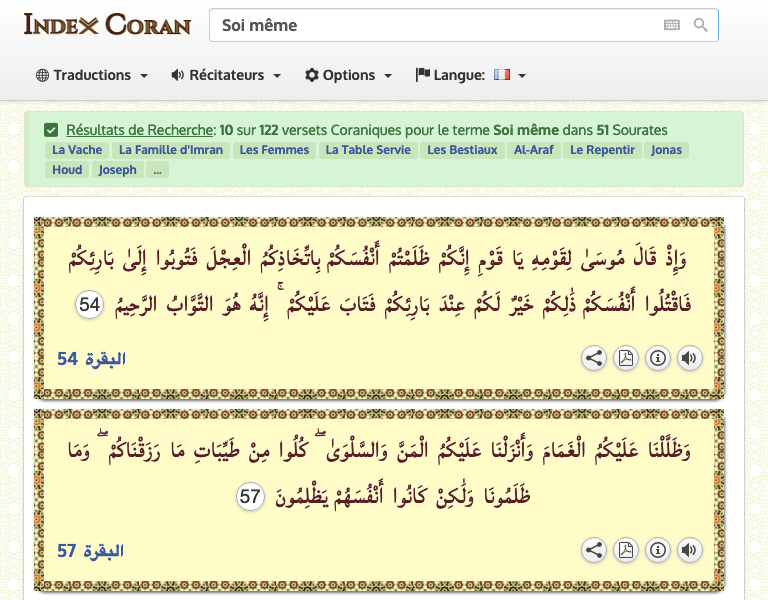 INDEX CORAN
Soi même
Traductions
Récitateurs
Options
Langue:
Résultats de Recherche: 10 sur 122 versets Coraniques pour le terme Soi même dans 51 Sourates
La Vache La Famille d'Imran Les Femmes La Table Servie Les Bestiaux Al-Araf Le Repentir Jonas
Houd Joseph ...
وَإِذْ قَالَ مُوسَىٰ لِقَوْمِهِ يَا قَوْمِ إِنَّكُمْ ظَلَمْتُمْ أَنْفُسَكُمْ بِاتِّخَاذِكُمُ الْعِجْلَ فَتُوبُوا إِلَىٰ بَارِئِكُمْ
فَاقْتُلُوا أَنْفُسَكُمْ ذَٰلِكُمْ خَيْرٌ لَكُمْ عِنْدَ بَارِئِكُمْ فَتَابَ عَلَيْكُمْ ۚ إِنَّهُ هُوَ التَّوَّابُ الرَّحِيمُ 54
البقرة 54
وَظَلَّلْنَا عَلَيْكُمُ الْغَمَامَ وَأَنْزَلْنَا عَلَيْكُمُ الْمَنَّ وَالسَّلْوَىٰ ۖ كُلُوا مِنْ طَيِّبَاتِ مَا رَزَقْنَاكُمْ ۖ وَمَا
ظَلَمُونَا وَلَٰكِنْ كَانُوا أَنْفُسَهُمْ يَظْلِمُونَ 57
البقرة 57